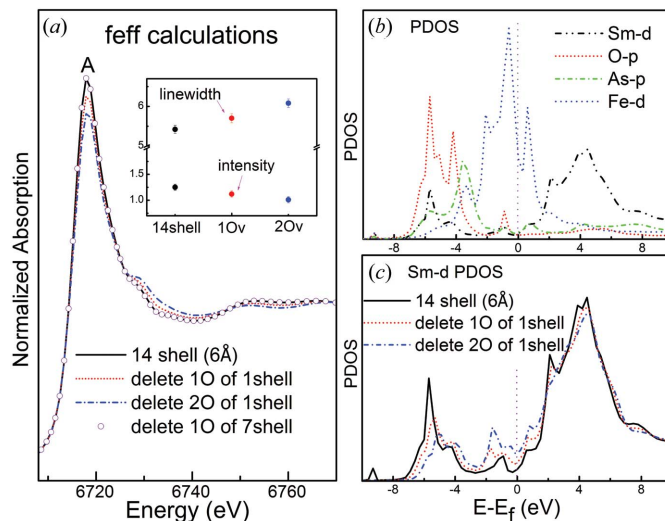 (a) feff calculations
A
linewidth
intensity
6
5
1.5
1.0
14shell 1Ov 2Ov
14 shell (6Å)
delete 1O of 1shell
delete 2O of 1shell
delete 1O of 7shell
Normalized Absorption
6720 6740 6760
Energy (eV)
(b) PDOS
Sm-d
O-p
As-p
Fe-d
PDOS
-8 -4 0 4 8
(c) Sm-d PDOS
14 shell (6Å)
delete 1O of 1shell
delete 2O of 1shell
PDOS
-8 -4 0 4 8
E-Ef (eV)